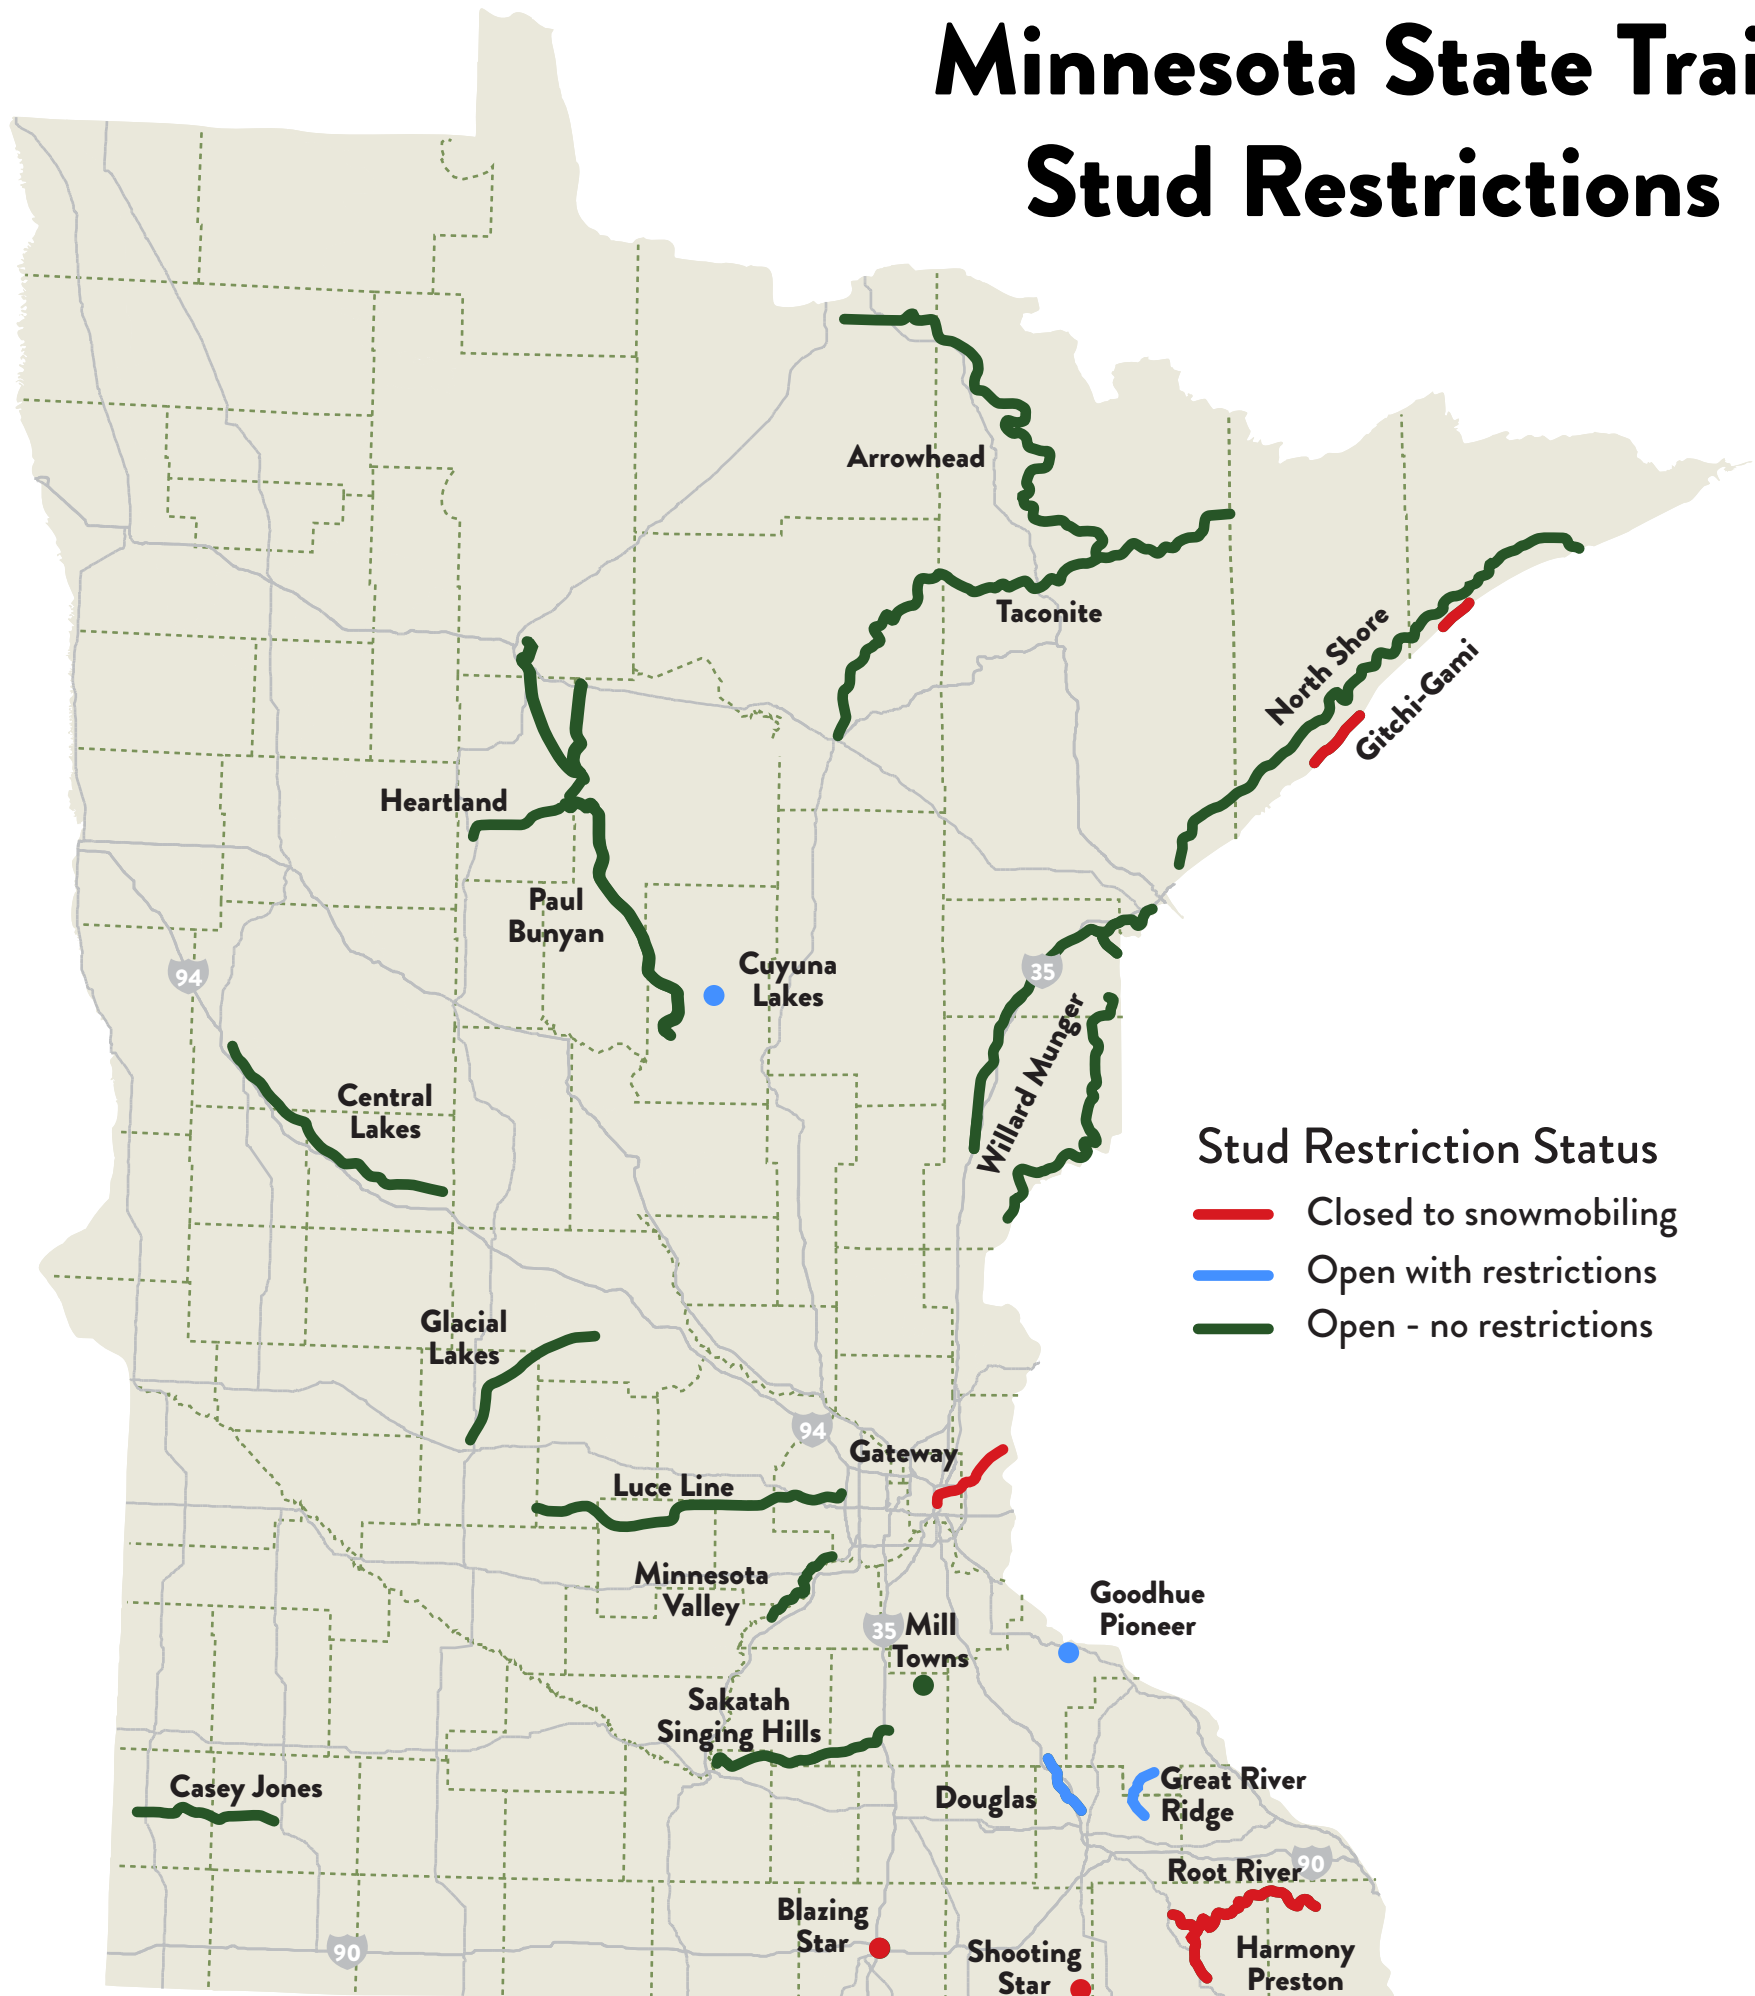 Minnesota State Trai
Stud Restrictions
Arrowhead
Taconite
North Shore
Gitchi-Gami
Heartland
Paul
Bunyan
Cuyuna
Lakes
94
35
Willard Munger
Central
Lakes
Stud Restriction Status
Closed to snowmobiling
Open with restrictions
Open - no restrictions
Glacial
Lakes
94
Gateway
Luce Line
Minnesota
Valley
Goodhue
Pioneer
35
Mill
Towns
Sakatah
Singing Hills
Casey Jones
Douglas
Great River
Ridge
Root River
90
Blazing
Star
Shooting
Star
Harmony
Preston
90